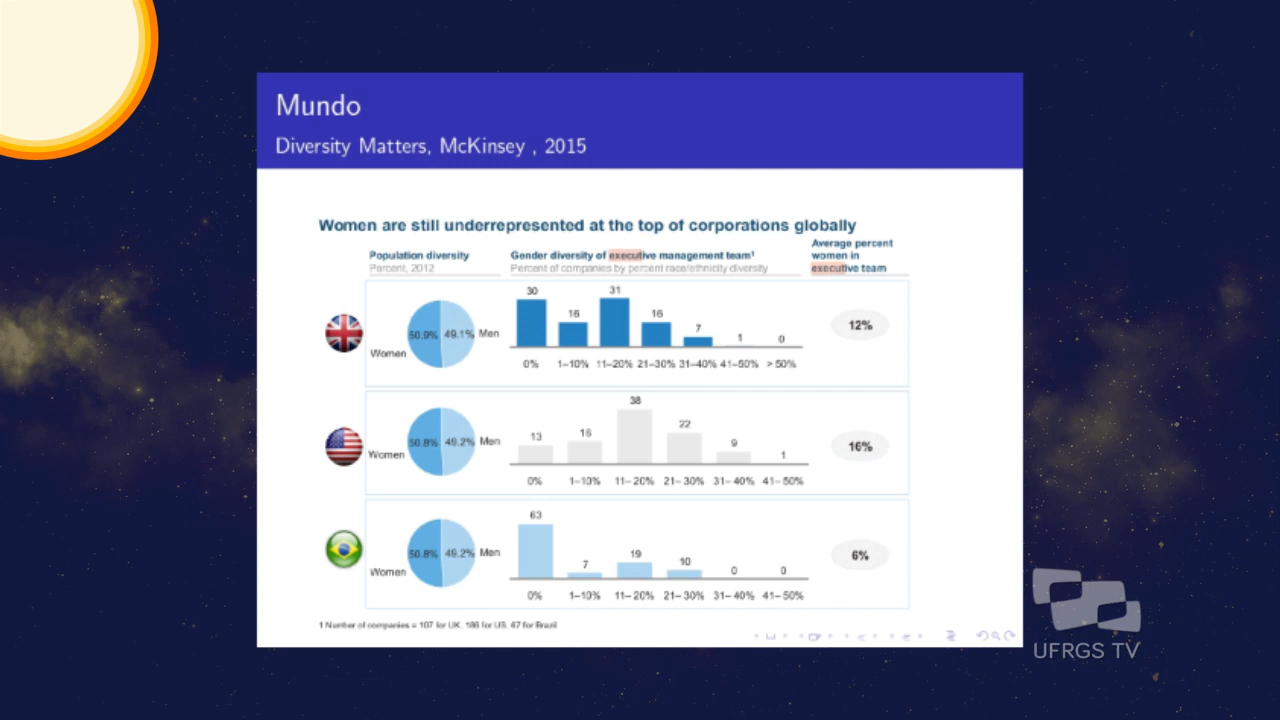 Mundo
Diversity Matters, McKinsey , 2015
Women are still underrepresented at the top of corporations globally
Population diversity
Percent, 2012
Gender diversity of executive management team¹
Percent of companies by percent race/ethnicity diversity
Average percent
women in
executive team
50.9% 49.1% Men
Women
30 16 31 16 7 1 0
0% 1–10% 11–20% 21–30% 31–40% 41–50% > 50%
12%
50.8% 49.2% Men
Women
13 16 38 22 9 1
0% 1–10% 11– 20% 21– 30% 31– 40% 41– 50%
16%
50.8% 49.2% Men
Women
63 7 19 10 0 0
0% 1–10% 11– 20% 21– 30% 31– 40% 41– 50%
6%
1 Number of companies = 107 for UK, 186 for US, 67 for Brazil
UFRGS TV